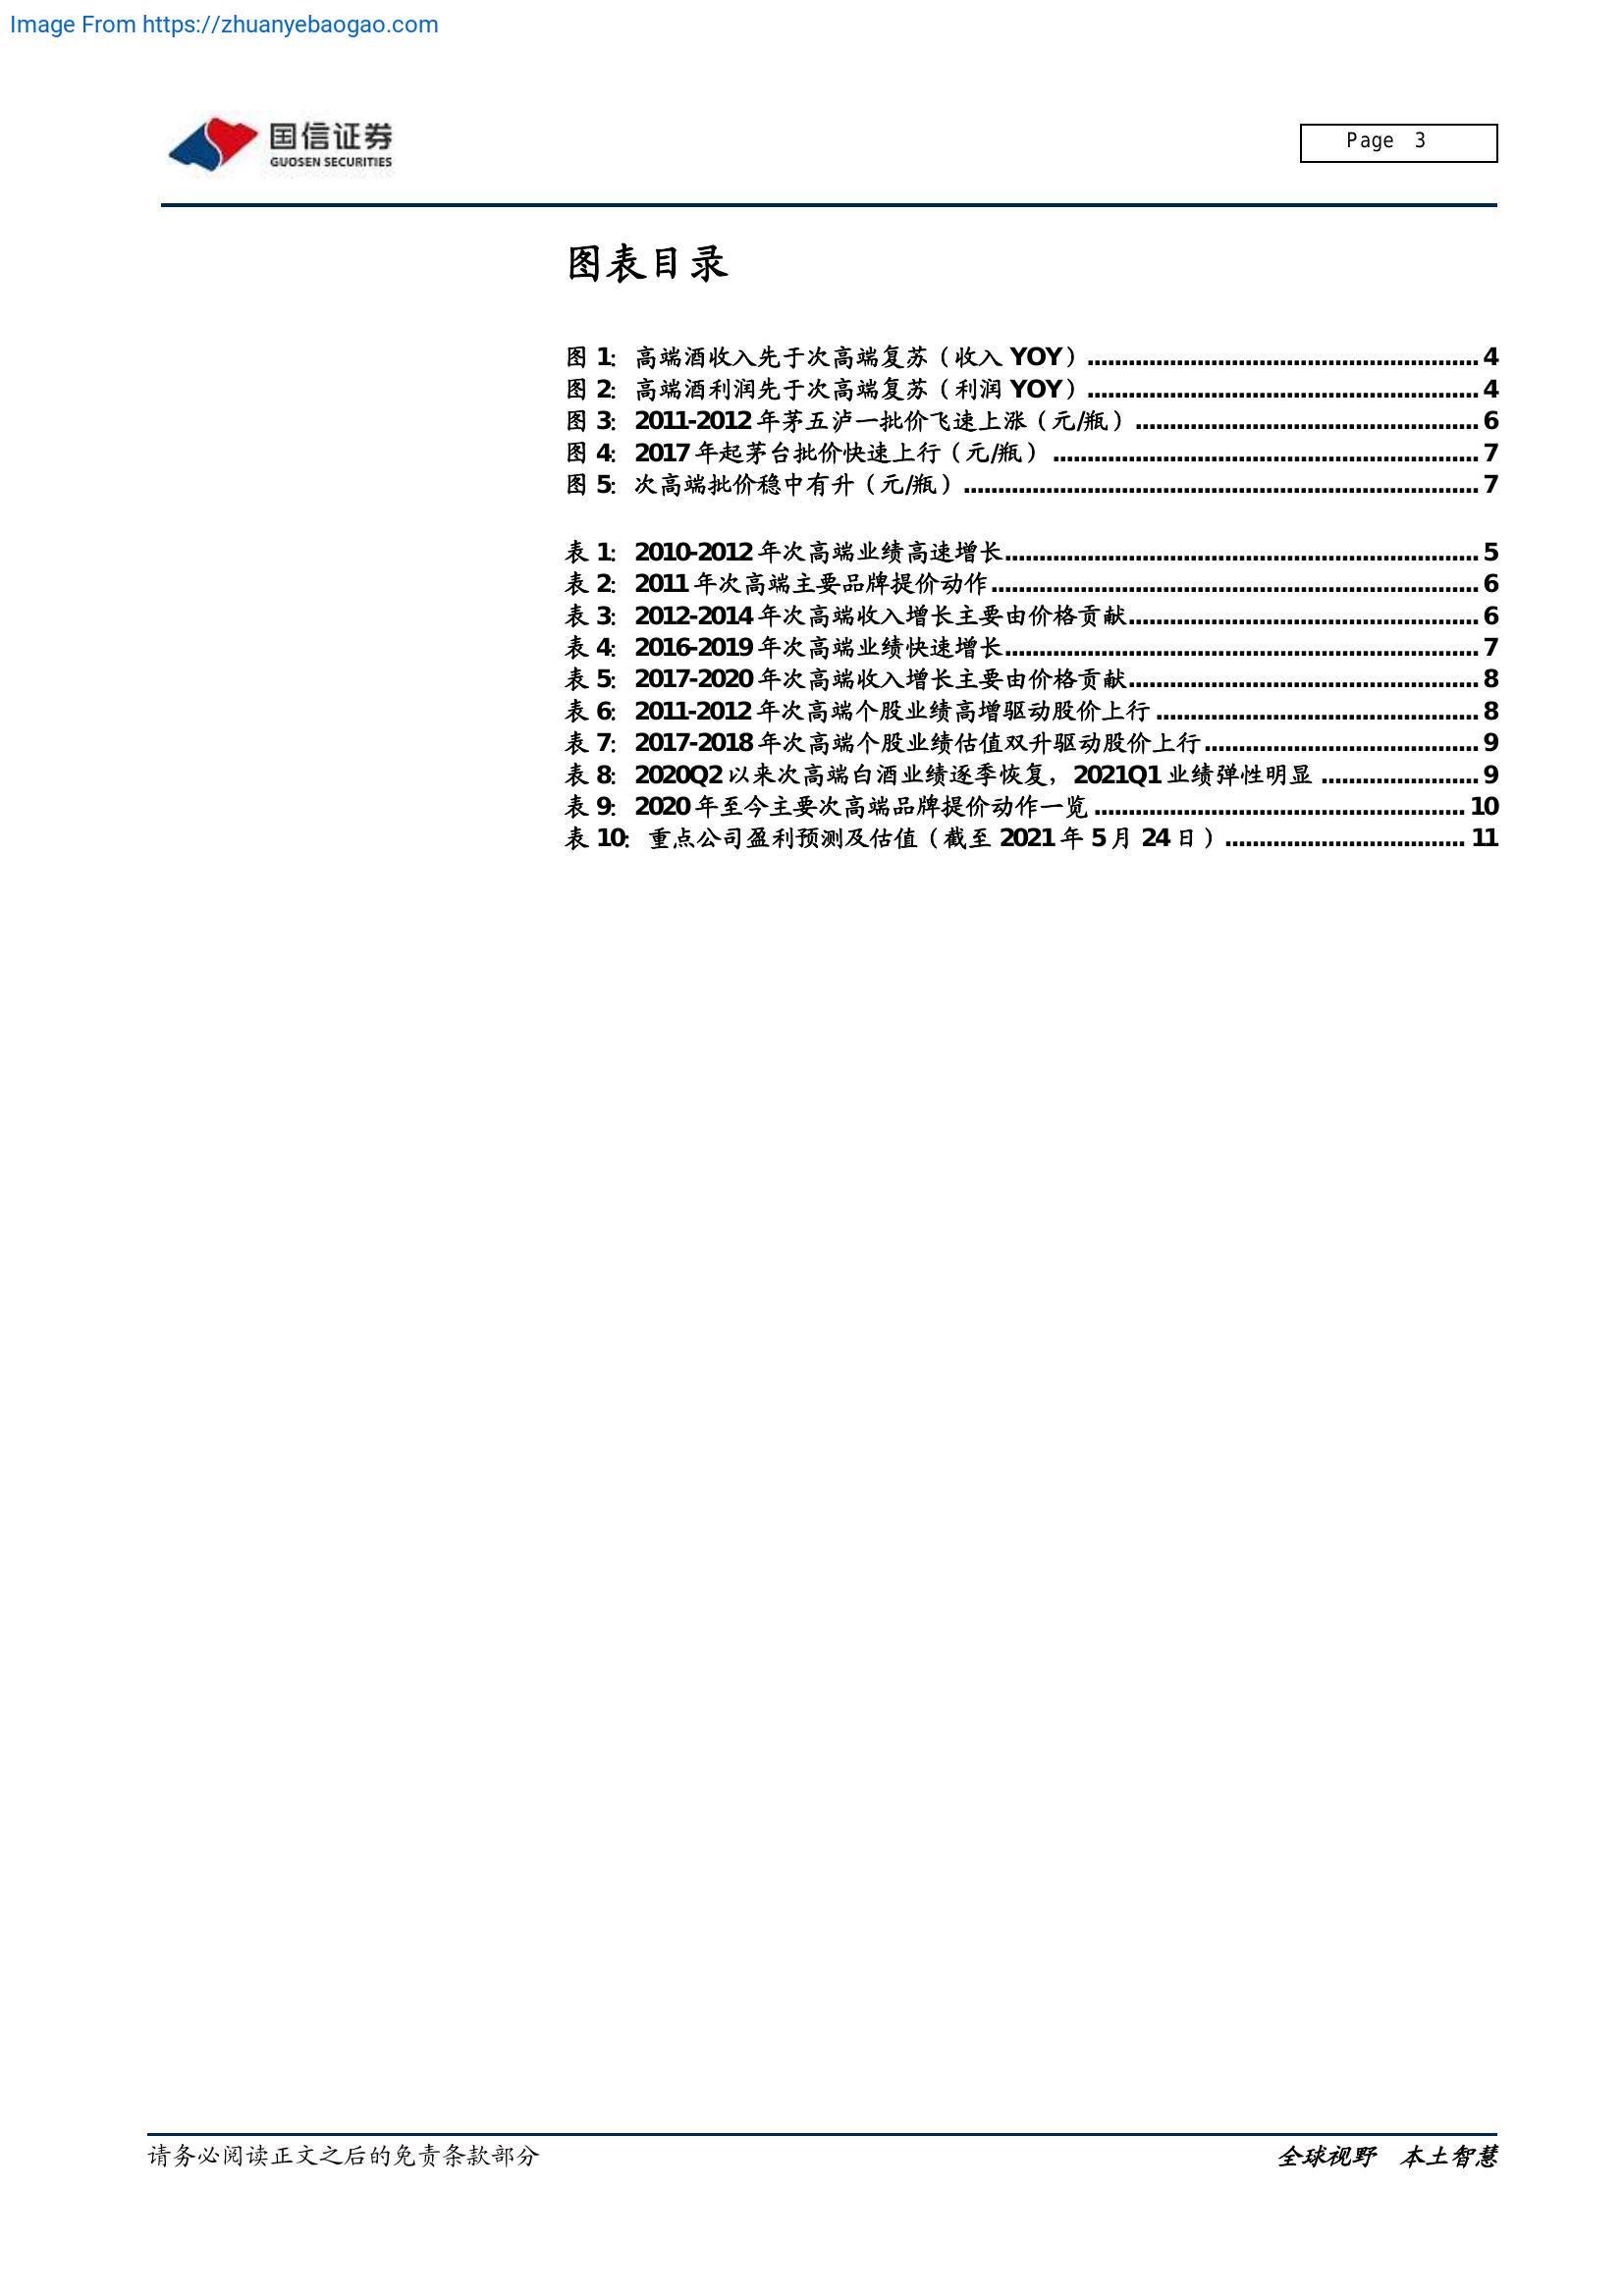 Image From https://zhuanyebaogao.com
国信证券
GUOSEN SECURITIES
Page 3
图表目录
图 1: 高端酒收入先于次高端复苏（收入 YOY）........................................................ 4
图 2: 高端酒利润先于次高端复苏（利润 YOY）........................................................ 4
图 3: 2011-2012 年茅五泸一批价飞速上涨（元/瓶）................................................. 6
图 4: 2017 年起茅台批价快速上行（元/瓶） ............................................................. 7
图 5: 次高端批价稳中有升（元/瓶）.......................................................................... 7
表 1: 2010-2012 年次高端业绩高速增长.................................................................... 5
表 2: 2011 年次高端主要品牌提价动作...................................................................... 6
表 3: 2012-2014 年次高端收入增长主要由价格贡献.................................................. 6
表 4: 2016-2019 年次高端业绩快速增长.................................................................... 7
表 5: 2017-2020 年次高端收入增长主要由价格贡献.................................................. 8
表 6: 2011-2012 年次高端个股业绩高增驱动股价上行 .............................................. 8
表 7: 2017-2018 年次高端个股业绩估值双升驱动股价上行....................................... 9
表 8: 2020Q2 以来次高端白酒业绩逐季恢复，2021Q1 业绩弹性明显 ...................... 9
表 9: 2020 年至今主要次高端品牌提价动作一览 ..................................................... 10
表 10: 重点公司盈利预测及估值（截至 2021 年 5 月 24 日）.................................. 11
请务必阅读正文之后的免责条款部分
全球视野 本土智慧